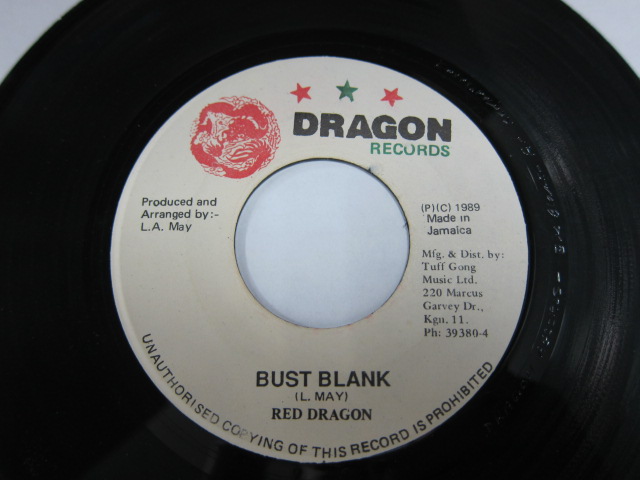 DRAGON
RECORDS
Produced and
Arranged by:-
L.A. May
(P)(C) 1989
Made in
Jamaica
Mfg. & Dist. by:
Tuff Gong
Music Ltd.
220 Marcus
Garvey Dr.,
Kgn. 11.
Ph: 39380-4
BUST BLANK
(L. MAY)
RED DRAGON
UNAUTHORISED COPYING OF THIS RECORD IS PROHIBITED